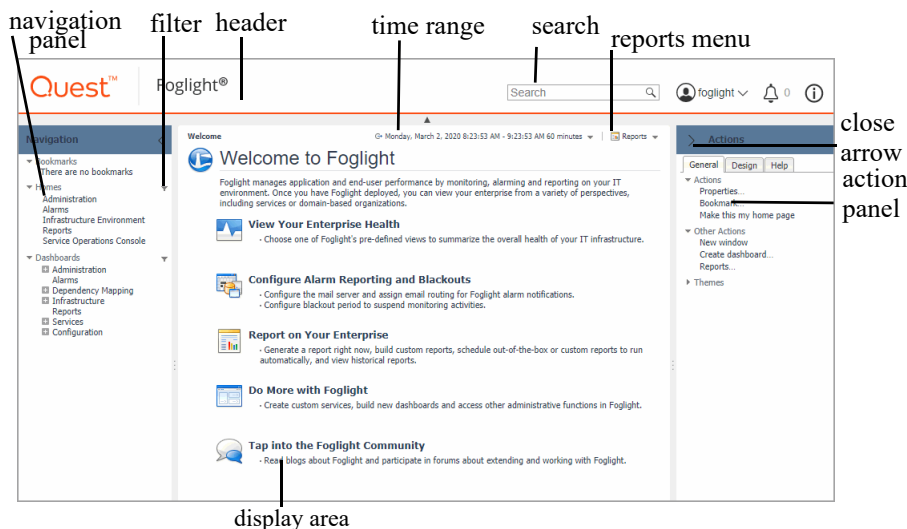 navigation
panel
filter
header
time range
search
reports menu
Quest™
Foglight®
Search
foglight
0
close
arrow
action
panel
Navigation
Bookmarks
There are no bookmarks
Homes
Administration
Alarms
Infrastructure Environment
Reports
Service Operations Console
Dashboards
Administration
Alarms
Dependency Mapping
Infrastructure
Reports
Services
Configuration
Welcome
Monday, March 2, 2020 8:23:53 AM - 9:23:53 AM 60 minutes
Reports
Welcome to Foglight
Foglight manages application and end-user performance by monitoring, alarming and reporting on your IT
environment. Once you have Foglight deployed, you can view your enterprise from a variety of perspectives,
including services or domain-based organizations.
View Your Enterprise Health
· Choose one of Foglight's pre-defined views to summarize the overall health of your IT infrastructure.
Configure Alarm Reporting and Blackouts
· Configure the mail server and assign email routing for Foglight alarm notifications.
· Configure blackout period to suspend monitoring activities.
Report on Your Enterprise
· Generate a report right now, build custom reports, schedule out-of-the-box or custom reports to run
automatically, and view historical reports.
Do More with Foglight
· Create custom services, build new dashboards and access other administrative functions in Foglight.
Tap into the Foglight Community
· Read blogs about Foglight and participate in forums about extending and working with Foglight.
Actions
General Design Help
Actions
Properties...
Bookmark...
Make this my home page
Other Actions
New window
Create dashboard...
Reports...
Themes
display area